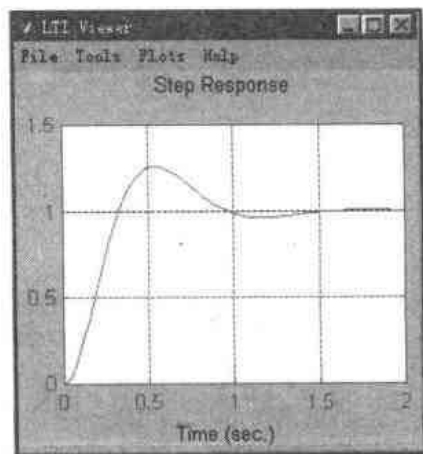 LTI Viewer
File Tools Plots Help
Step Response
1.5
1
0.5
0
0 0.5 1 1.5 2
Time (sec.)